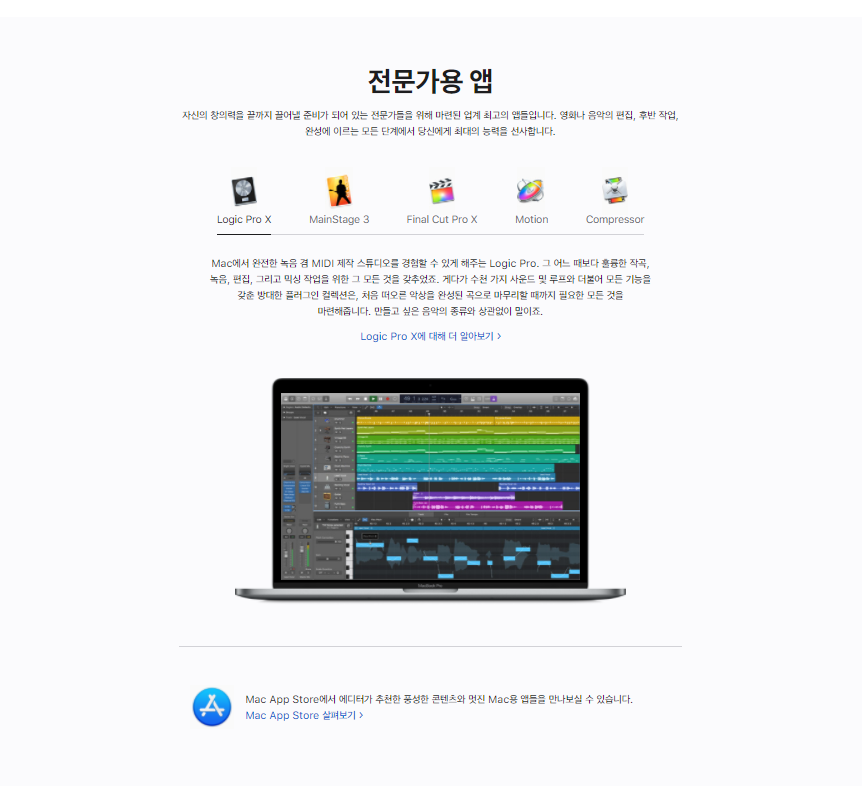 전문가용 앱
자신의 창의력을 끝까지 끌어낼 준비가 되어 있는 전문가들을 위해 마련된 업계 최고의 앱들입니다. 영화나 음악의 편집, 후반 작업,
완성에 이르는 모든 단계에서 당신에게 최대의 능력을 선사합니다.
Logic Pro X
MainStage 3
Final Cut Pro X
Motion
Compressor
Mac에서 완전한 녹음 겸 MIDI 제작 스튜디오를 경험할 수 있게 해주는 Logic Pro. 그 어느 때보다 훌륭한 작곡,
녹음, 편집, 그리고 믹싱 작업을 위한 그 모든 것을 갖추었죠. 게다가 수천 가지 사운드 및 루프와 더불어 모든 기능을
갖춘 방대한 플러그인 컬렉션은, 처음 떠오른 악상을 완성된 곡으로 마무리할 때까지 필요한 모든 것을
마련해줍니다. 만들고 싶은 음악의 종류와 상관없이 말이죠.
Logic Pro X에 대해 더 알아보기 >
MacBook Pro
Mac App Store에서 에디터가 추천한 풍성한 콘텐츠와 멋진 Mac용 앱들을 만나보실 수 있습니다.
Mac App Store 살펴보기 >